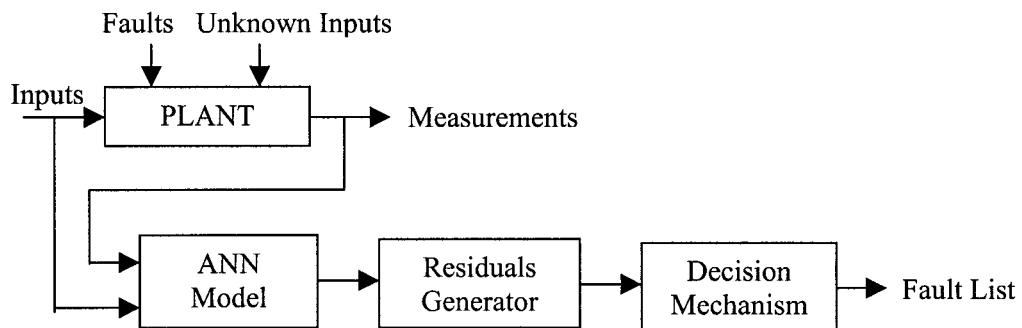 Faults
Unknown Inputs
Inputs
PLANT
Measurements
ANN
Model
Residuals
Generator
Decision
Mechanism
Fault List